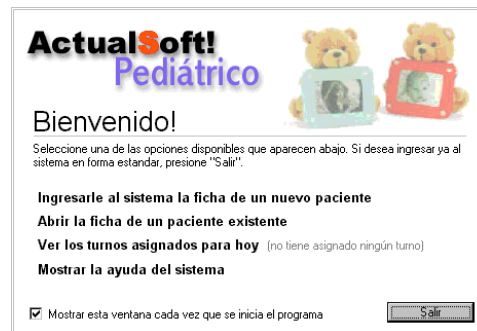 ActualSoft!
Pediátrico
Bienvenido!
Seleccione una de las opciones disponibles que aparecen abajo. Si desea ingresar ya al
sistema en forma estandar, presione "Salir".
Ingresarle al sistema la ficha de un nuevo paciente
Abrir la ficha de un paciente existente
Ver los turnos asignados para hoy (no tiene asignado ningún turno)
Mostrar la ayuda del sistema
Mostrar esta ventana cada vez que se inicia el programa
Salir